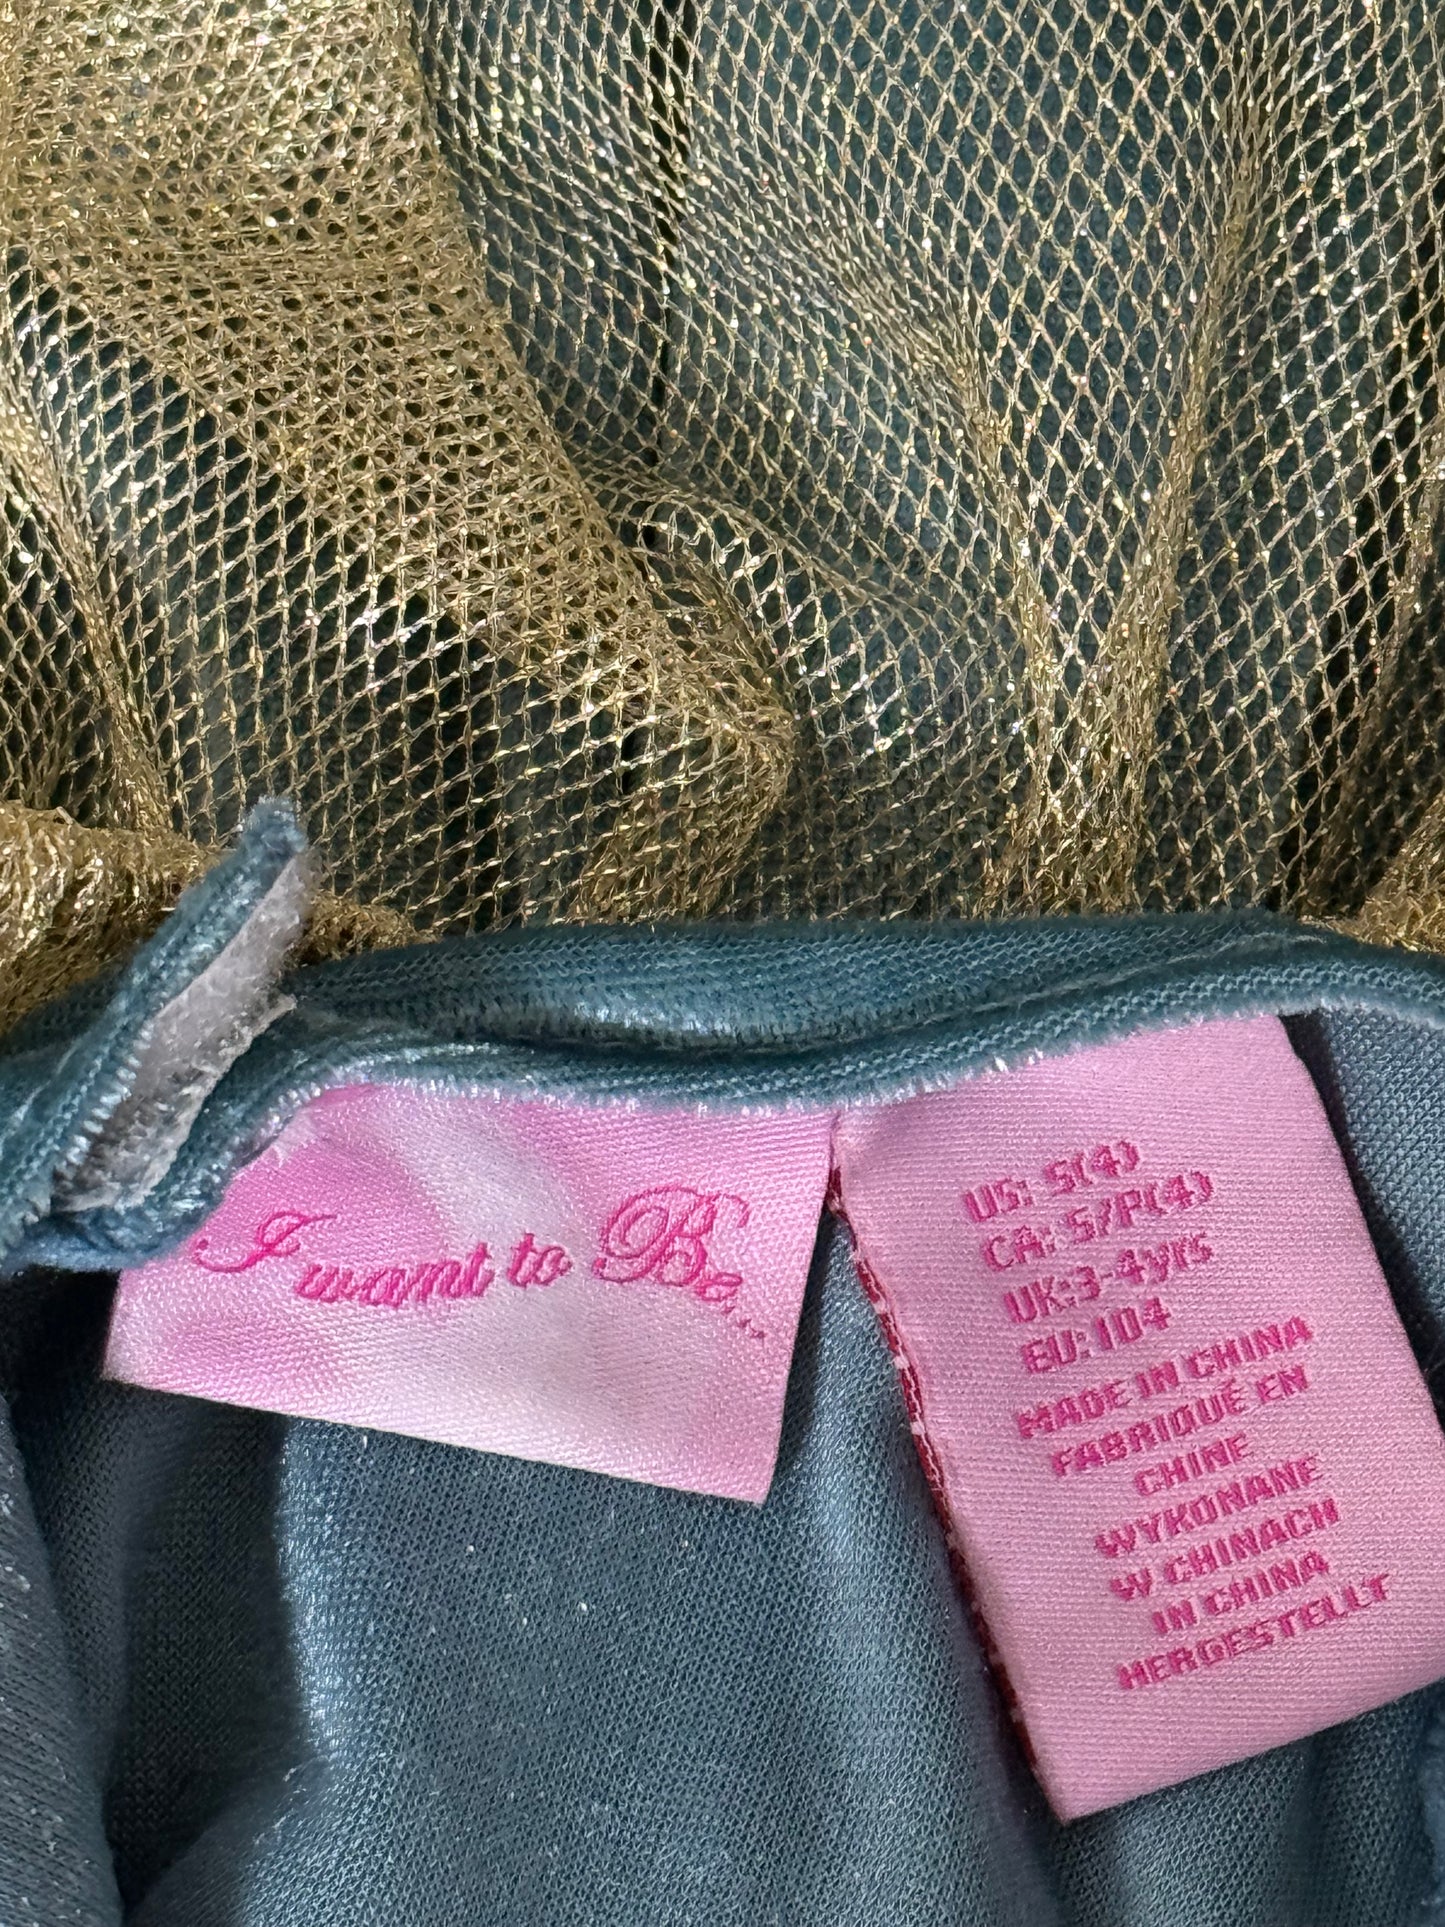 I want to Be...
US: S(4)
CA: S/P(4)
UK:3-4yrs
EU: 104
MADE IN CHINA
FABRIQUÉ EN
CHINE
WYKONANE
W CHINACH
IN CHINA
HERGESTELLT